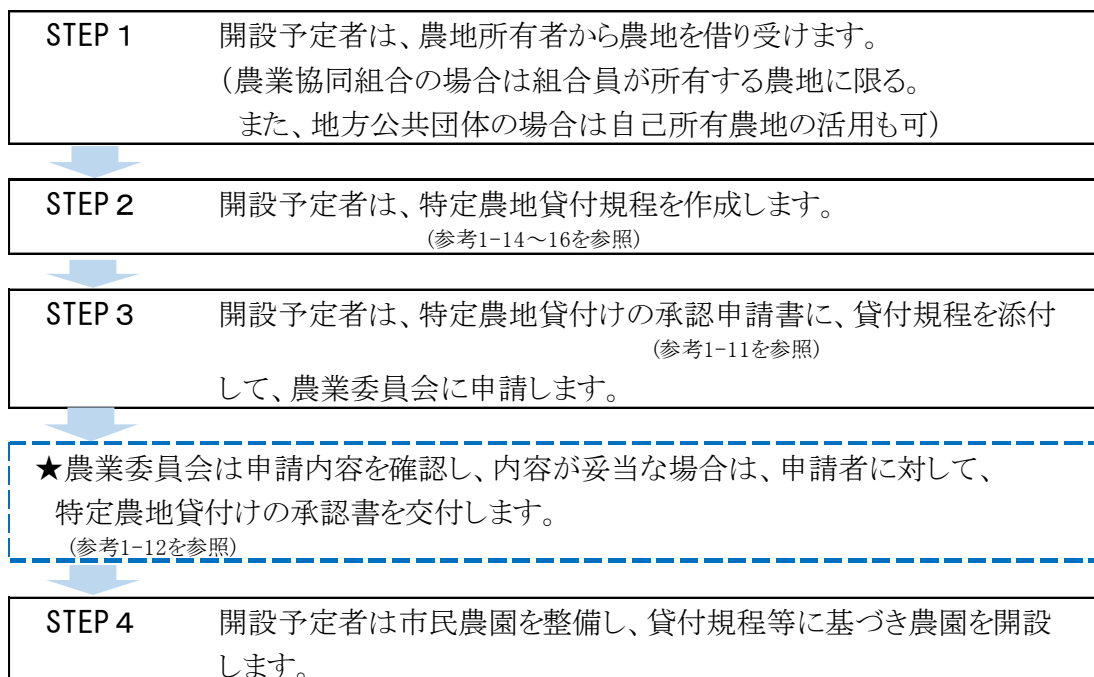 STEP 1 開設予定者は、農地所有者から農地を借り受けます。
(農業協同組合の場合は組合員が所有する農地に限る。
また、地方公共団体の場合は自己所有農地の活用も可)
STEP 2 開設予定者は、特定農地貸付規程を作成します。
(参考1-14～16を参照)
STEP 3 開設予定者は、特定農地貸付けの承認申請書に、貸付規程を添付
(参考1-11を参照)
して、農業委員会に申請します。
★農業委員会は申請内容を確認し、内容が妥当な場合は、申請者に対して、
特定農地貸付けの承認書を交付します。
(参考1-12を参照)
STEP 4 開設予定者は市民農園を整備し、貸付規程等に基づき農園を開設
します。